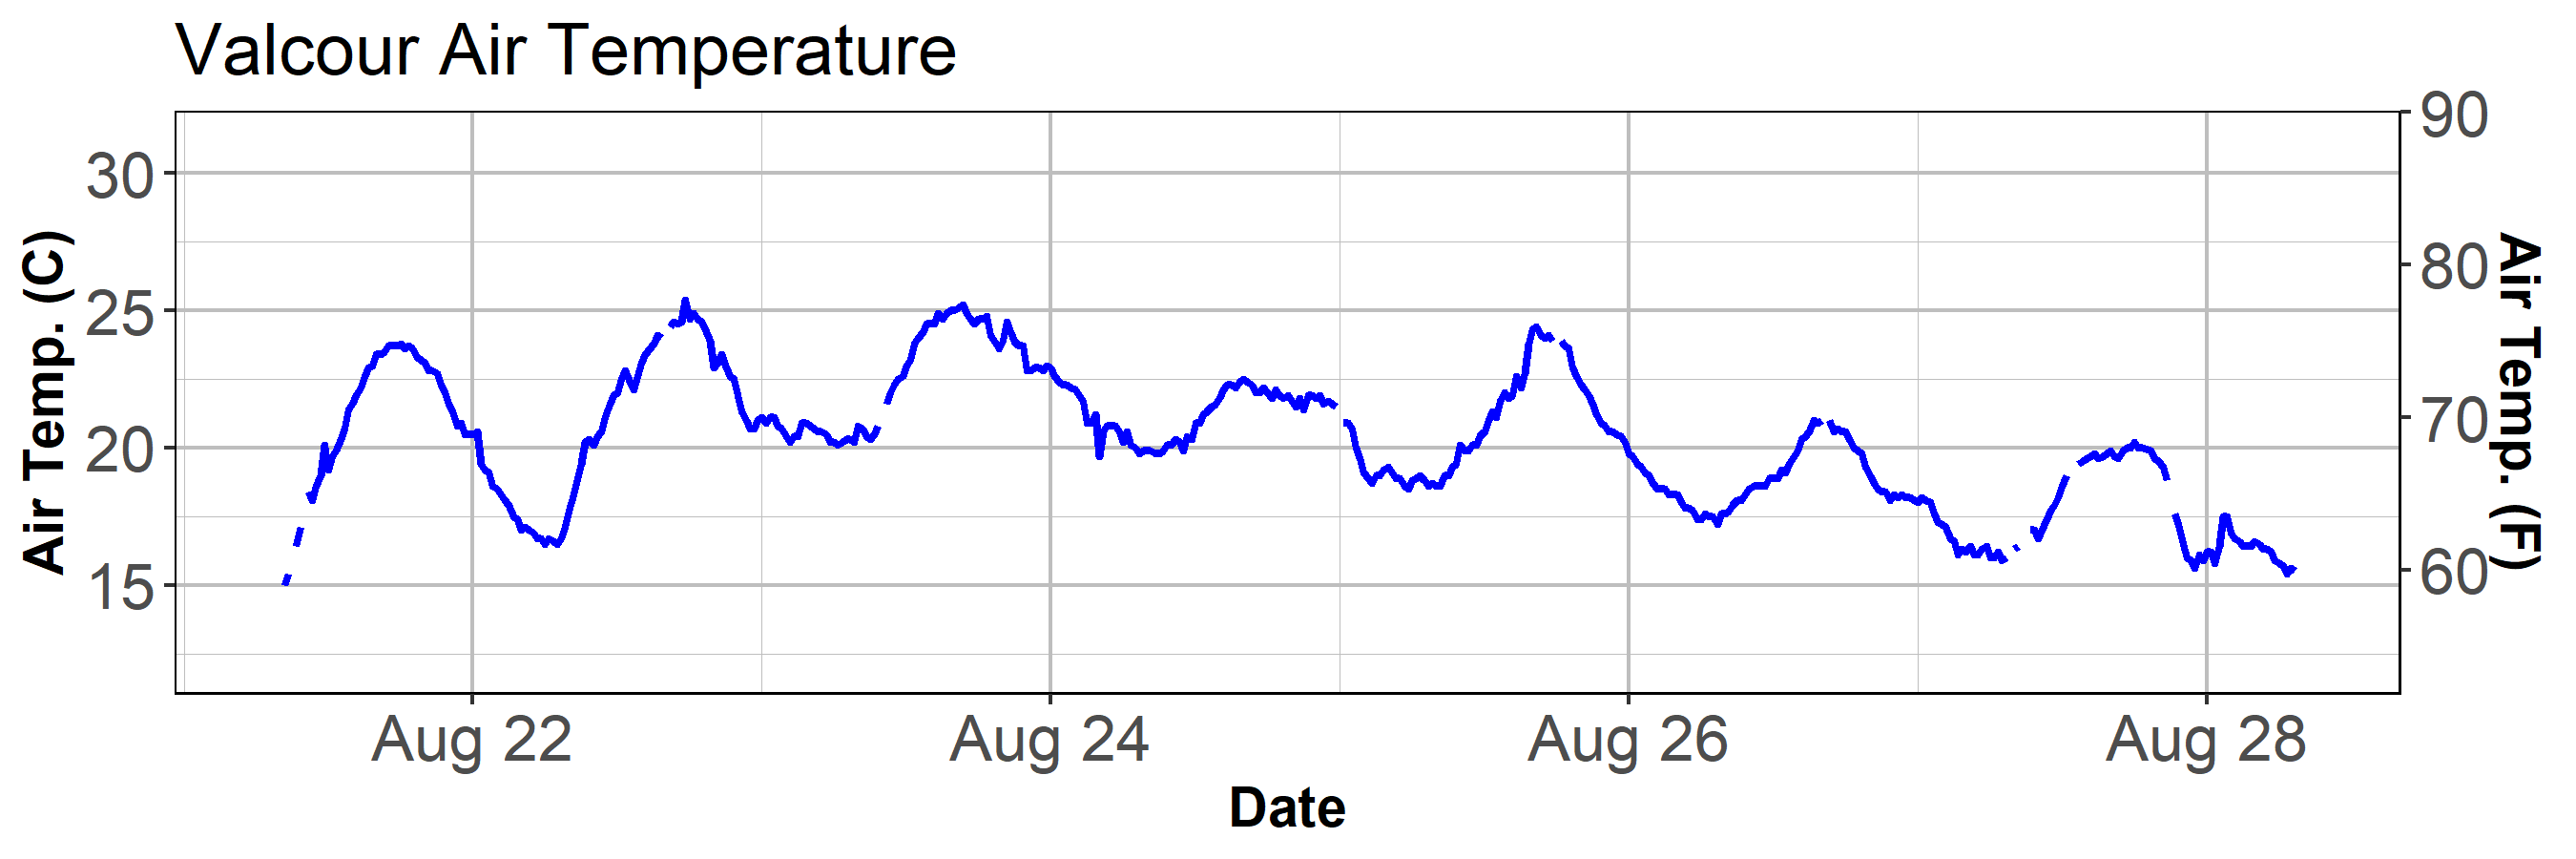 Valcour Air Temperature
Air Temp. (C)
30
25
20
15
90
80
70
60
Air Temp. (F)
Aug 22
Aug 24
Aug 26
Aug 28
Date